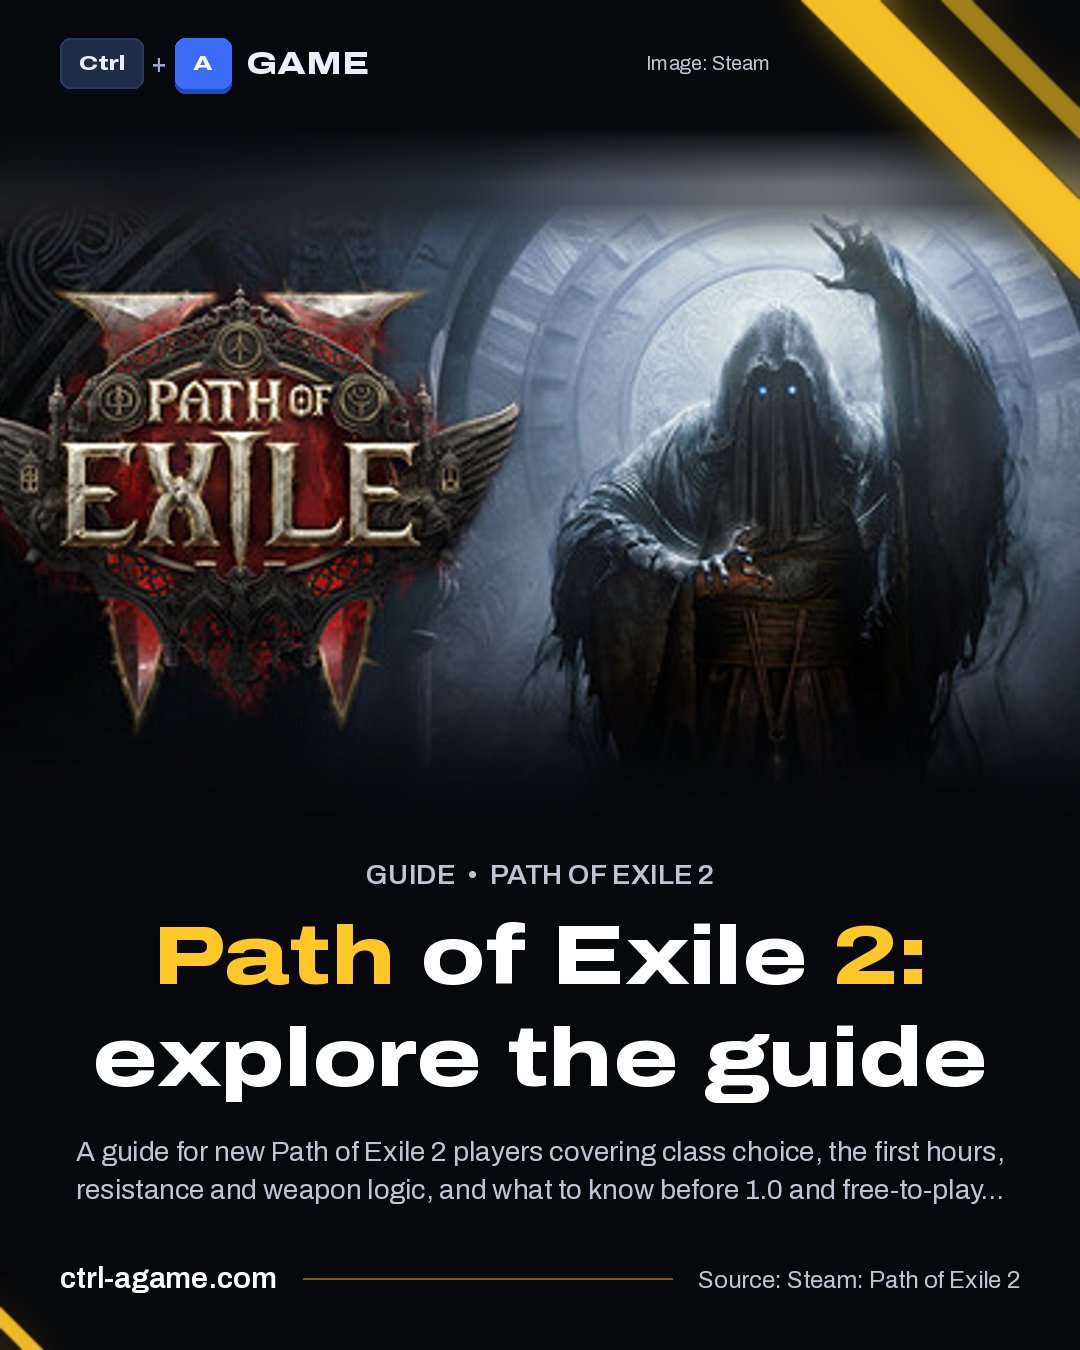 Ctrl + A GAME
Image: Steam
PATH OF
EXILE
GUIDE • PATH OF EXILE 2
Path of Exile 2:
explore the guide
A guide for new Path of Exile 2 players covering class choice, the first hours,
resistance and weapon logic, and what to know before 1.0 and free-to-play...
ctrl-agame.com
Source: Steam: Path of Exile 2